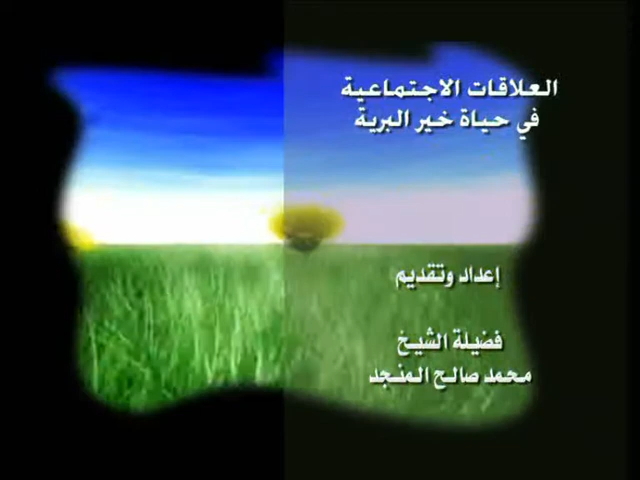 العلاقات الاجتماعية
في حياة خير البرية
إعداد وتقديم
فضيلة الشيخ
محمد صالح المنجد